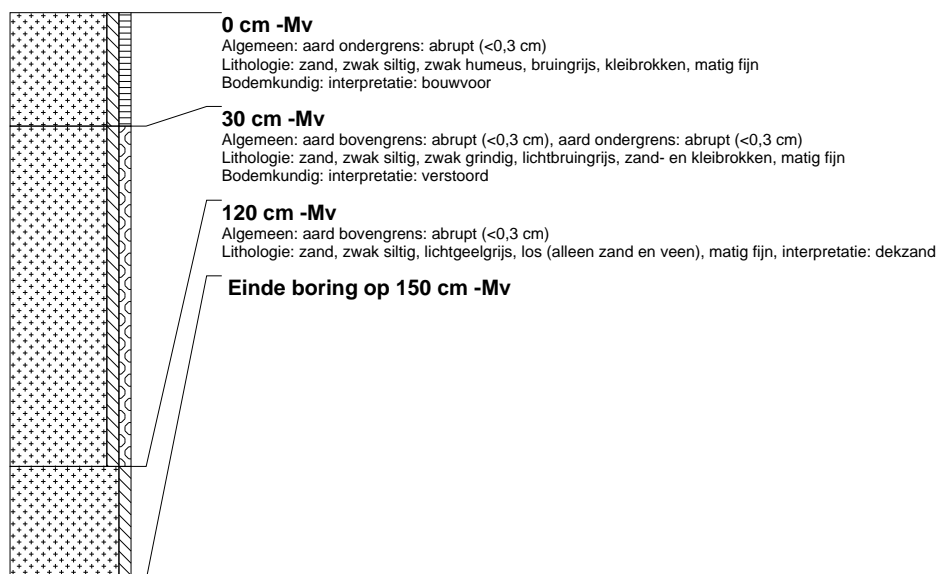 0 cm -Mv
Algemeen: aard ondergrens: abrupt (<0,3 cm)
Lithologie: zand, zwak siltig, zwak humeus, bruingrijs, kleibrokken, matig fijn
Bodemkundig: interpretatie: bouwvoor
30 cm -Mv
Algemeen: aard bovengrens: abrupt (<0,3 cm), aard ondergrens: abrupt (<0,3 cm)
Lithologie: zand, zwak siltig, zwak grindig, lichtbruingrijs, zand- en kleibrokken, matig fijn
Bodemkundig: interpretatie: verstoord
120 cm -Mv
Algemeen: aard bovengrens: abrupt (<0,3 cm)
Lithologie: zand, zwak siltig, lichtgeelgrijs, los (alleen zand en veen), matig fijn, interpretatie: dekzand
Einde boring op 150 cm -Mv